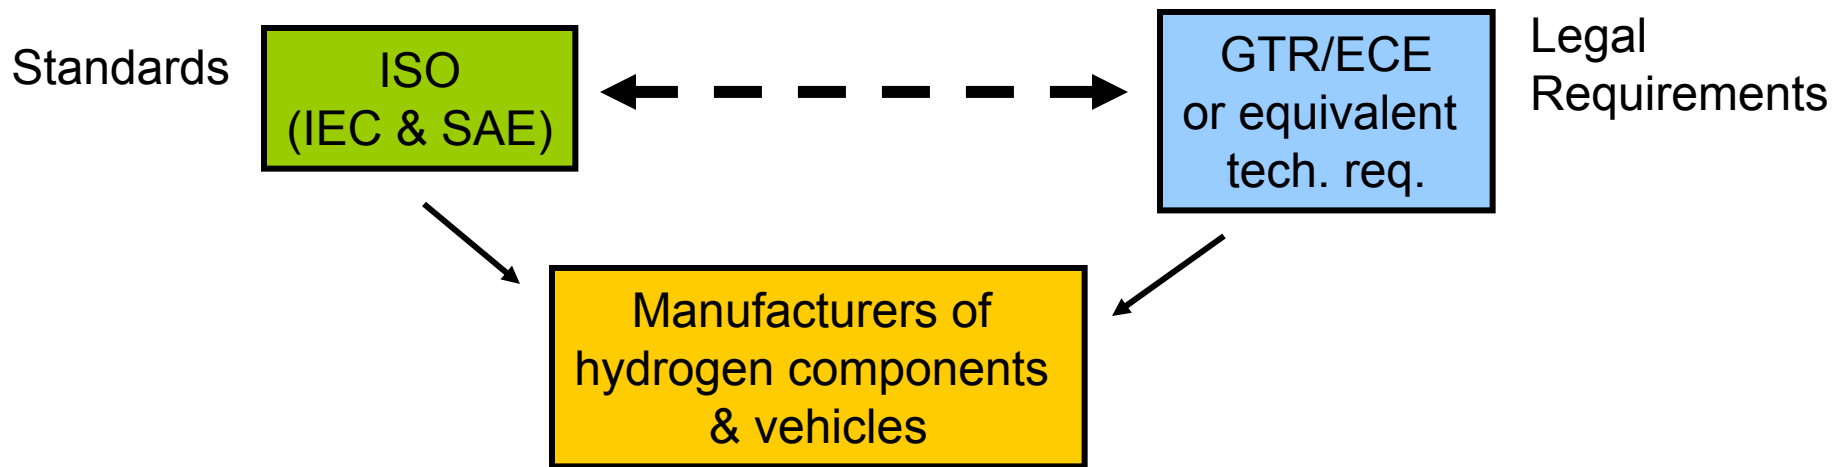 Standards
ISO
(IEC & SAE)
GTR/ECE
or equivalent
tech. req.
Legal
Requirements
Manufacturers of
hydrogen components
& vehicles